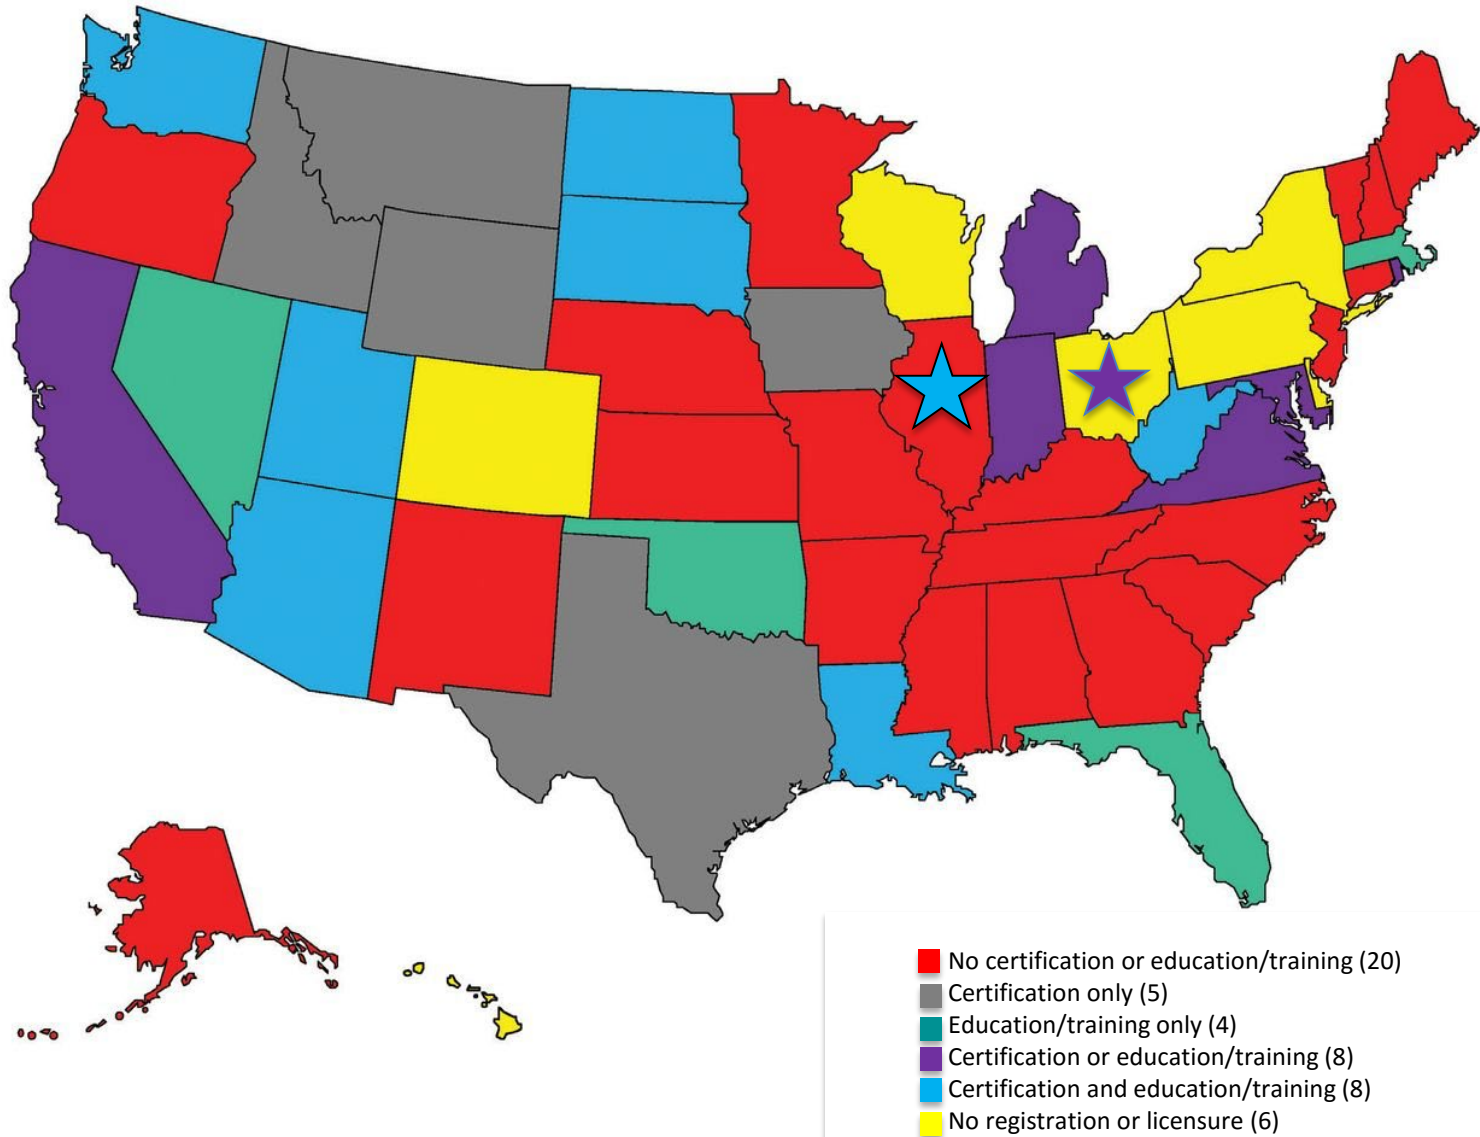 No certification or education/training (20)
Certification only (5)
Education/training only (4)
Certification or education/training (8)
Certification and education/training (8)
No registration or licensure (6)